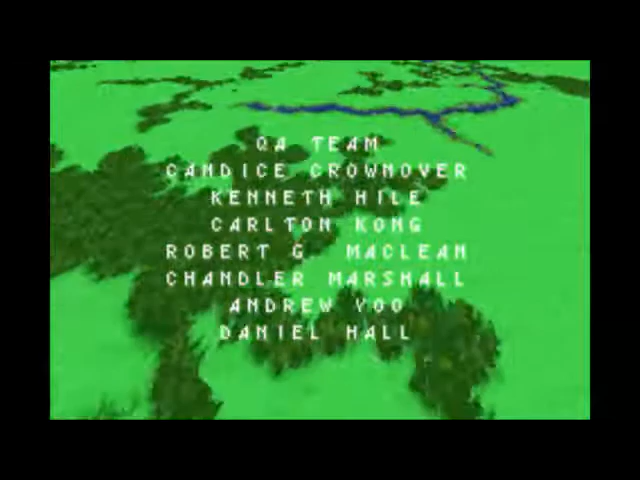 QA TEAM
CANDICE CROWNOVER
KENNETH HILE
CARLTON KONG
ROBERT G. MACLEAN
CHANDLER MARSHALL
ANDREW YOO
DANIEL HALL